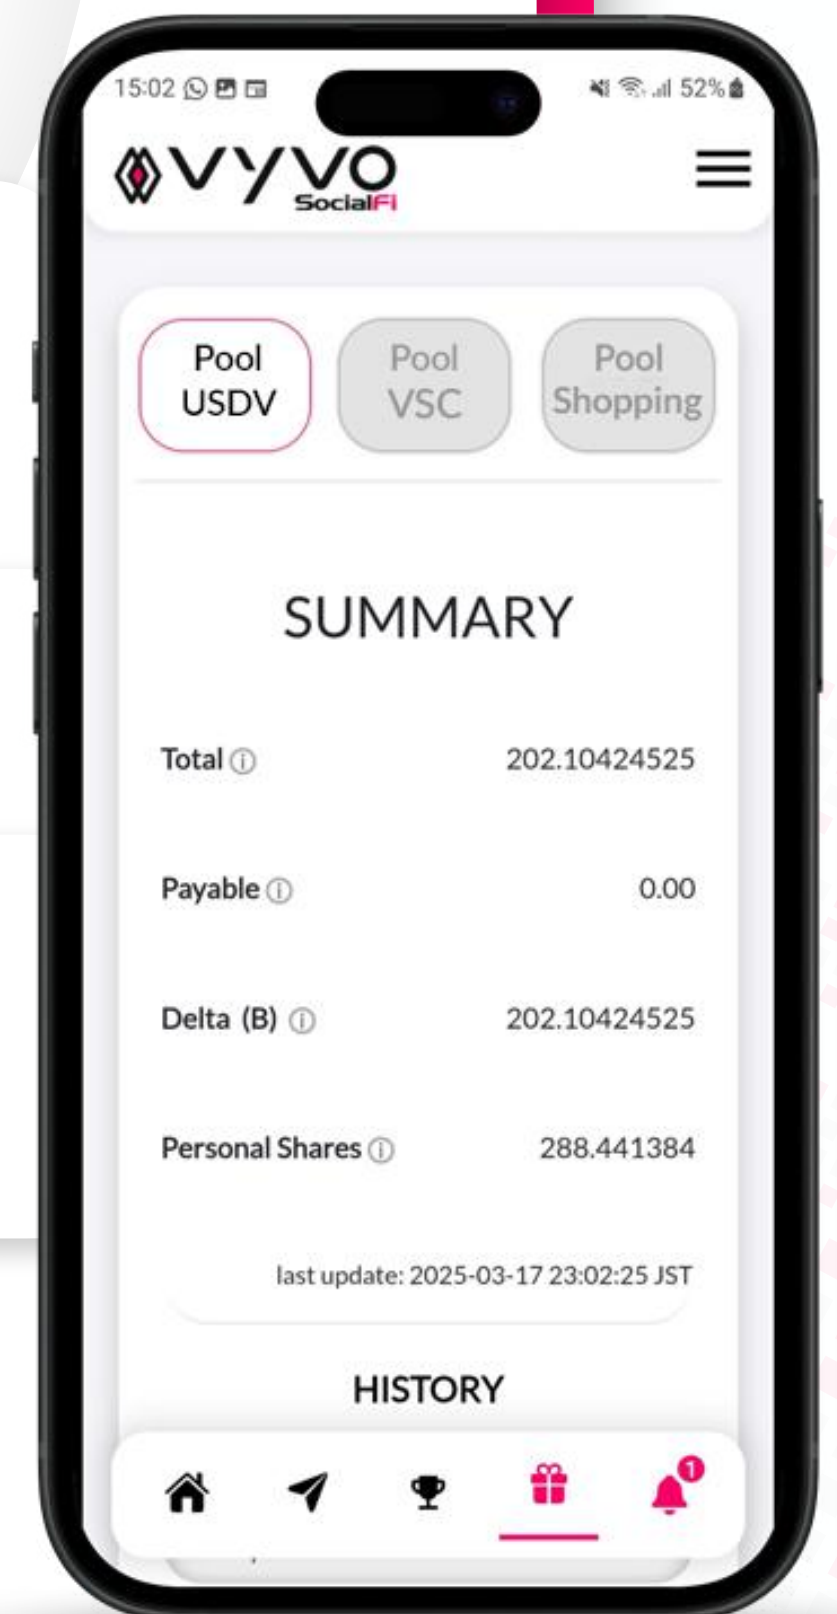 15:02 52%
VYVO
SocialFi
Pool
USDV
Pool
VSC
Pool
Shopping
SUMMARY
Total 202.10424525
Payable 0.00
Delta (B) 202.10424525
Personal Shares 288.441384
last update: 2025-03-17 23:02:25 JST
HISTORY
1